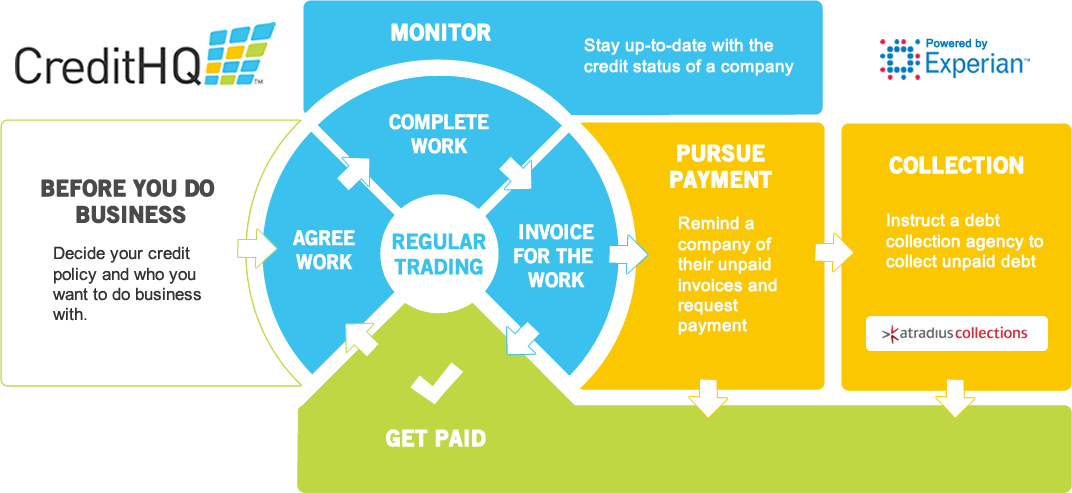 CreditHQ™
MONITOR
Stay up-to-date with the
credit status of a company
Powered by
Experian™
BEFORE YOU DO
BUSINESS
Decide your credit
policy and who you
want to do business
with.
AGREE
WORK
COMPLETE
WORK
REGULAR
TRADING
INVOICE
FOR THE
WORK
PURSUE
PAYMENT
Remind a
company of
their unpaid
invoices and
request
payment
COLLECTION
Instruct a debt
collection agency to
collect unpaid debt
atradius collections
GET PAID